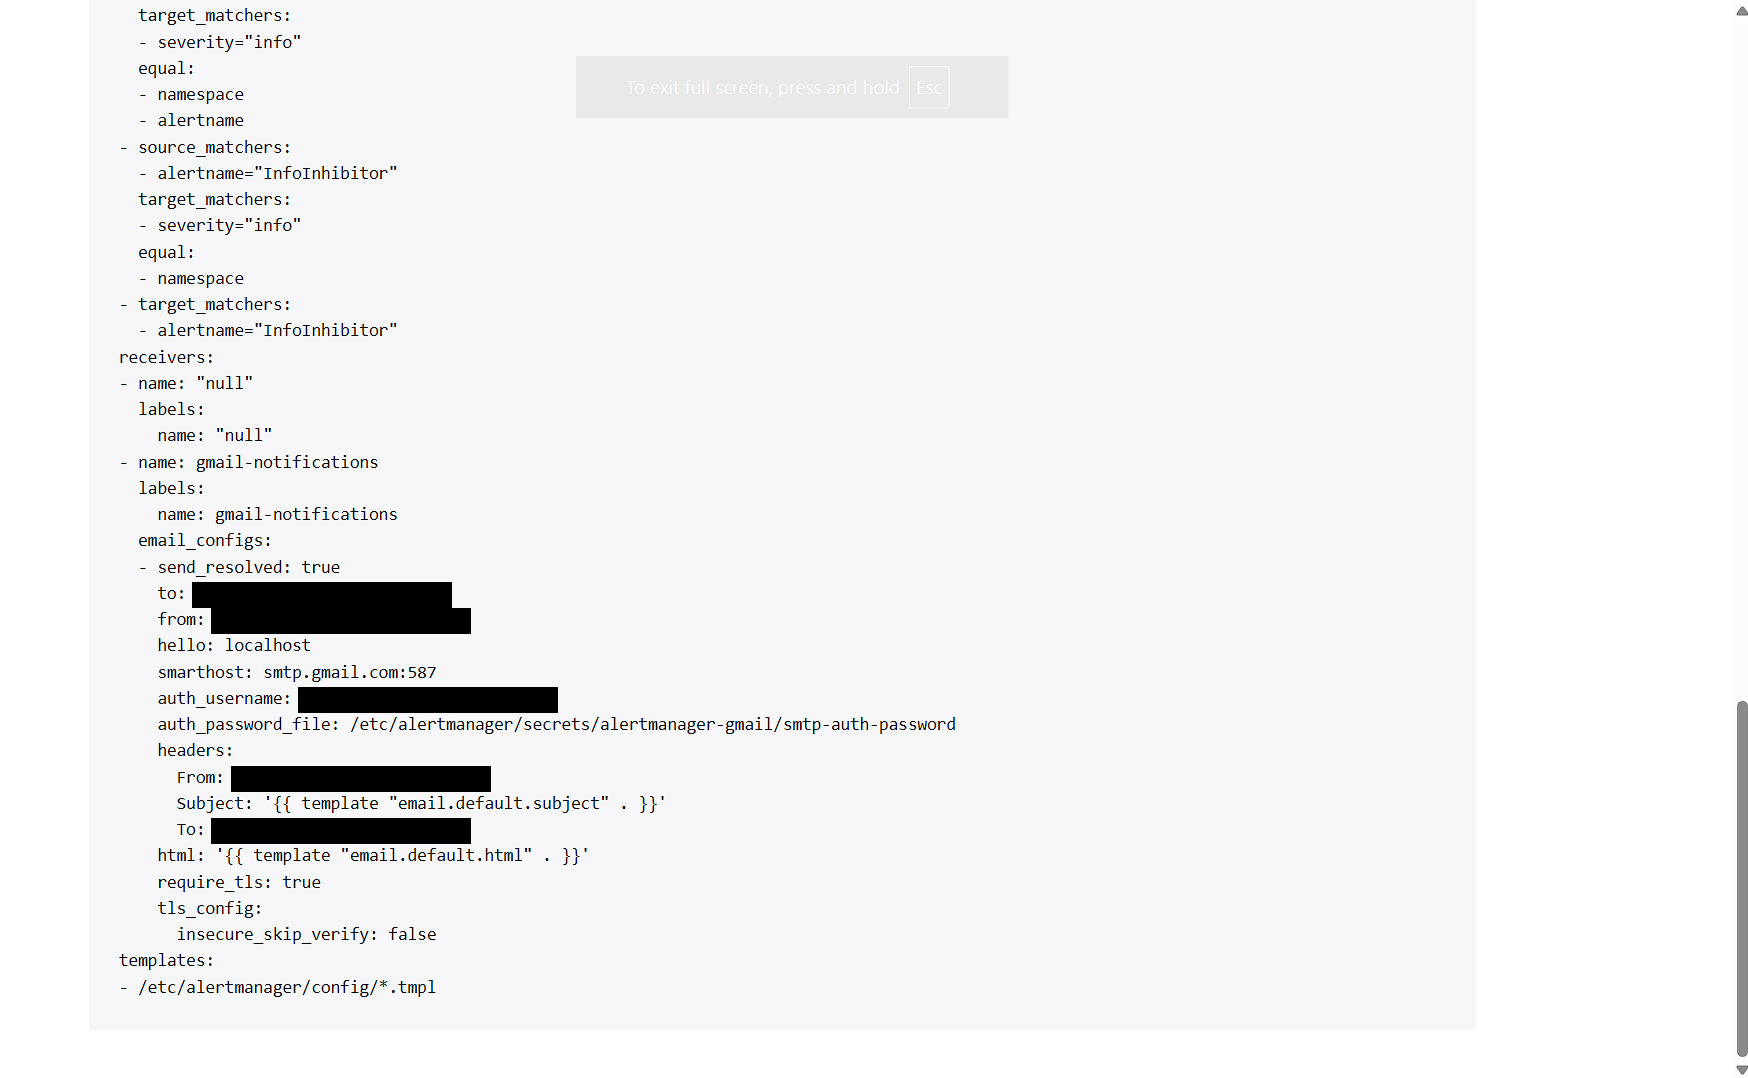 target_matchers:
- severity="info"
equal:
To exit full screen, press and hold Esc
- namespace
- alertname
- source_matchers:
- alertname="InfoInhibitor"
target_matchers:
- severity="info"
equal:
- namespace
- target_matchers:
- alertname="InfoInhibitor"
receivers:
- name: "null"
labels:
name: "null"
- name: gmail-notifications
labels:
name: gmail-notifications
email_configs:
- send_resolved: true
to:
from:
hello: localhost
smarthost: smtp.gmail.com:587
auth_username:
auth_password_file: /etc/alertmanager/secrets/alertmanager-gmail/smtp-auth-password
headers:
From:
Subject: '{{ template "email.default.subject" . }}'
To:
html: '{{ template "email.default.html" . }}'
require_tls: true
tls_config:
insecure_skip_verify: false
templates:
- /etc/alertmanager/config/*.tmpl